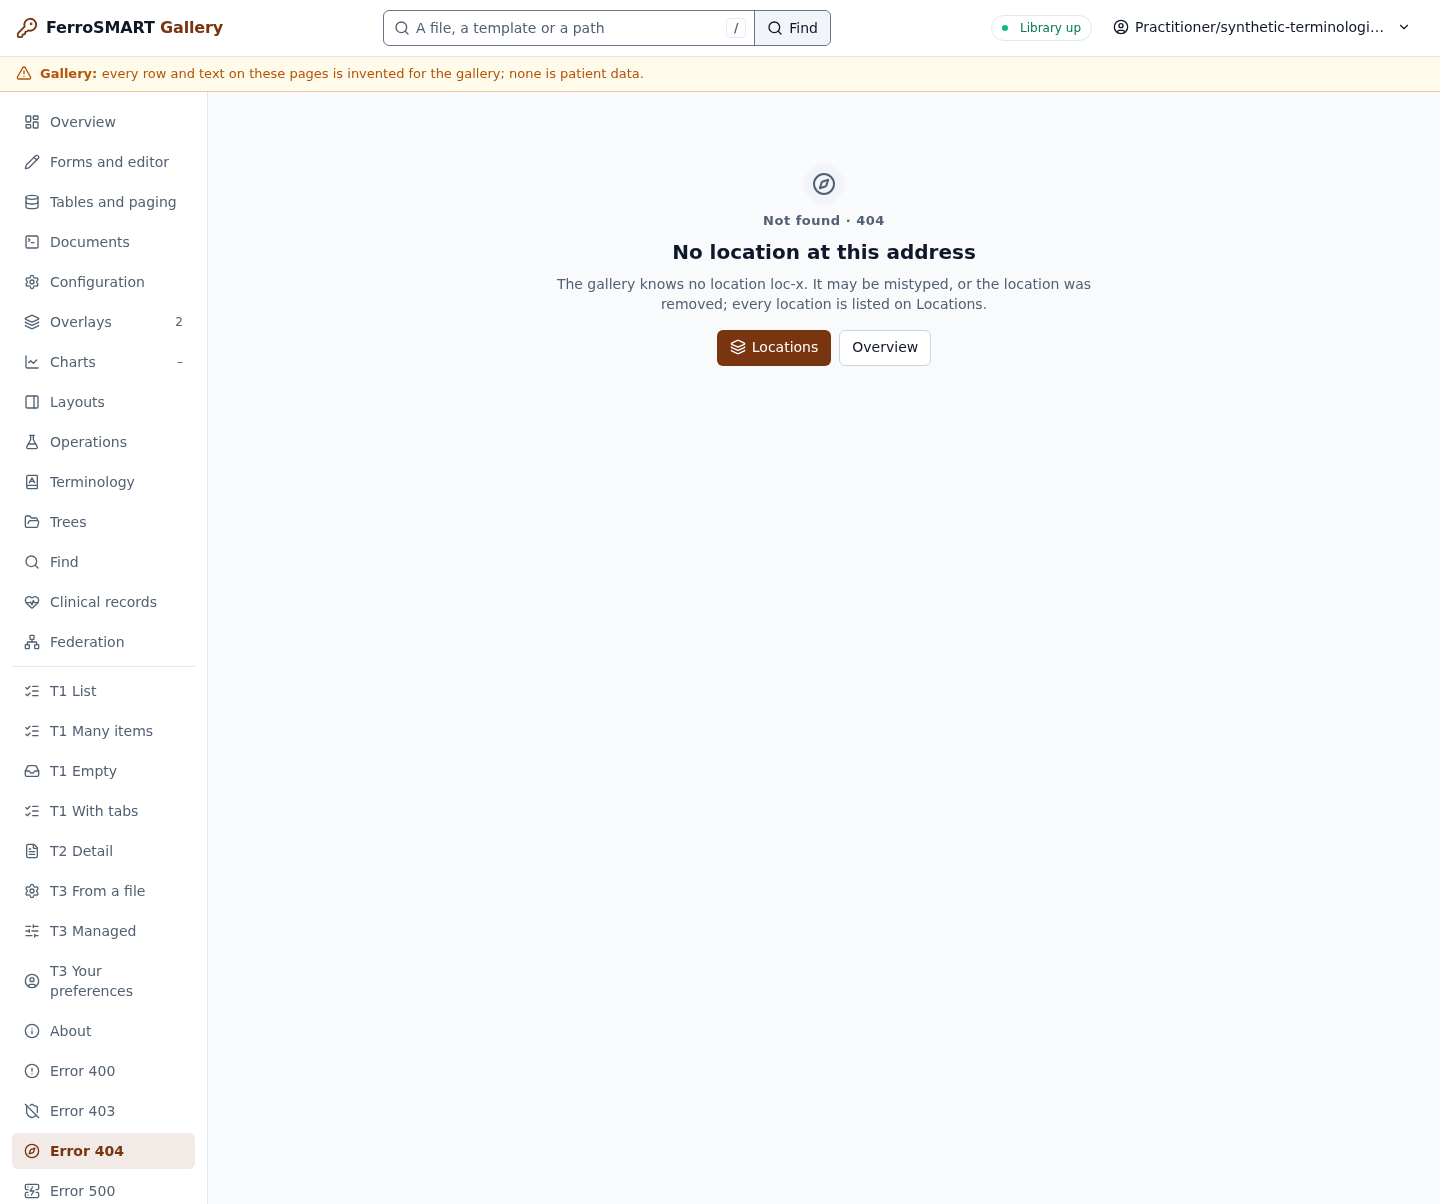 FerroSMART Gallery
A file, a template or a path
/
Find
Library up
Practitioner/synthetic-terminologi…
Gallery: every row and text on these pages is invented for the gallery; none is patient data.
Overview
Forms and editor
Tables and paging
Documents
Configuration
Overlays 2
Charts –
Layouts
Operations
Terminology
Trees
Find
Clinical records
Federation
T1 List
T1 Many items
T1 Empty
T1 With tabs
T2 Detail
T3 From a file
T3 Managed
T3 Your
preferences
About
Error 400
Error 403
Error 404
Error 500
Not found · 404
No location at this address
The gallery knows no location loc-x. It may be mistyped, or the location was
removed; every location is listed on Locations.
Locations
Overview